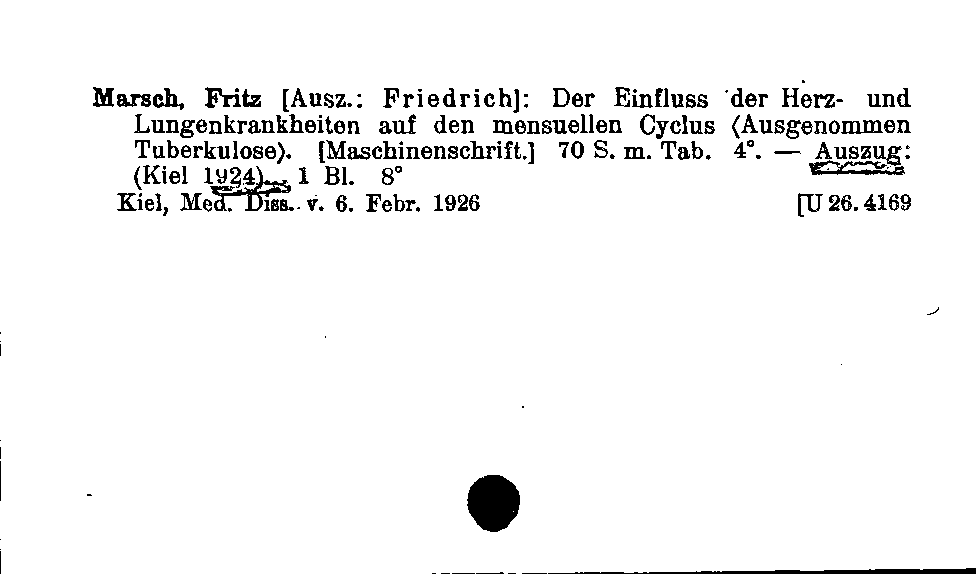 Marsch, Fritz [Ausz.: Friedrich]: Der Einfluss der Herz- und
Lungenkrankheiten auf den mensuellen Cyclus ⟨Ausgenommen
Tuberkulose⟩. [Maschinenschrift.] 70 S. m. Tab. 4°. — Auszug:
(Kiel 1924). 1 Bl. 8°
Kiel, Med. Diss. v. 6. Febr. 1926 [U 26. 4169